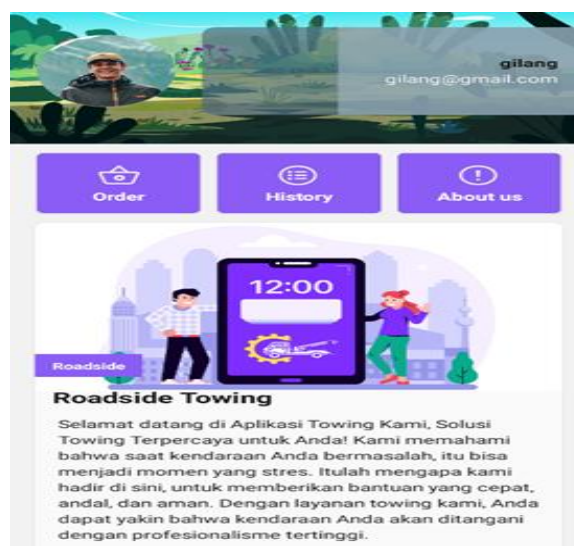 gilang
gilang@gmail.com
Order
History
About us
12:00
Roadside
Roadside Towing
Selamat datang di Aplikasi Towing Kami, Solusi
Towing Terpercaya untuk Anda! Kami memahami
bahwa saat kendaraan Anda bermasalah, itu bisa
menjadi momen yang stres. Itulah mengapa kami
hadir di sini, untuk memberikan bantuan yang cepat,
andal, dan aman. Dengan layanan towing kami, Anda
dapat yakin bahwa kendaraan Anda akan ditangani
dengan profesionalisme tertinggi.